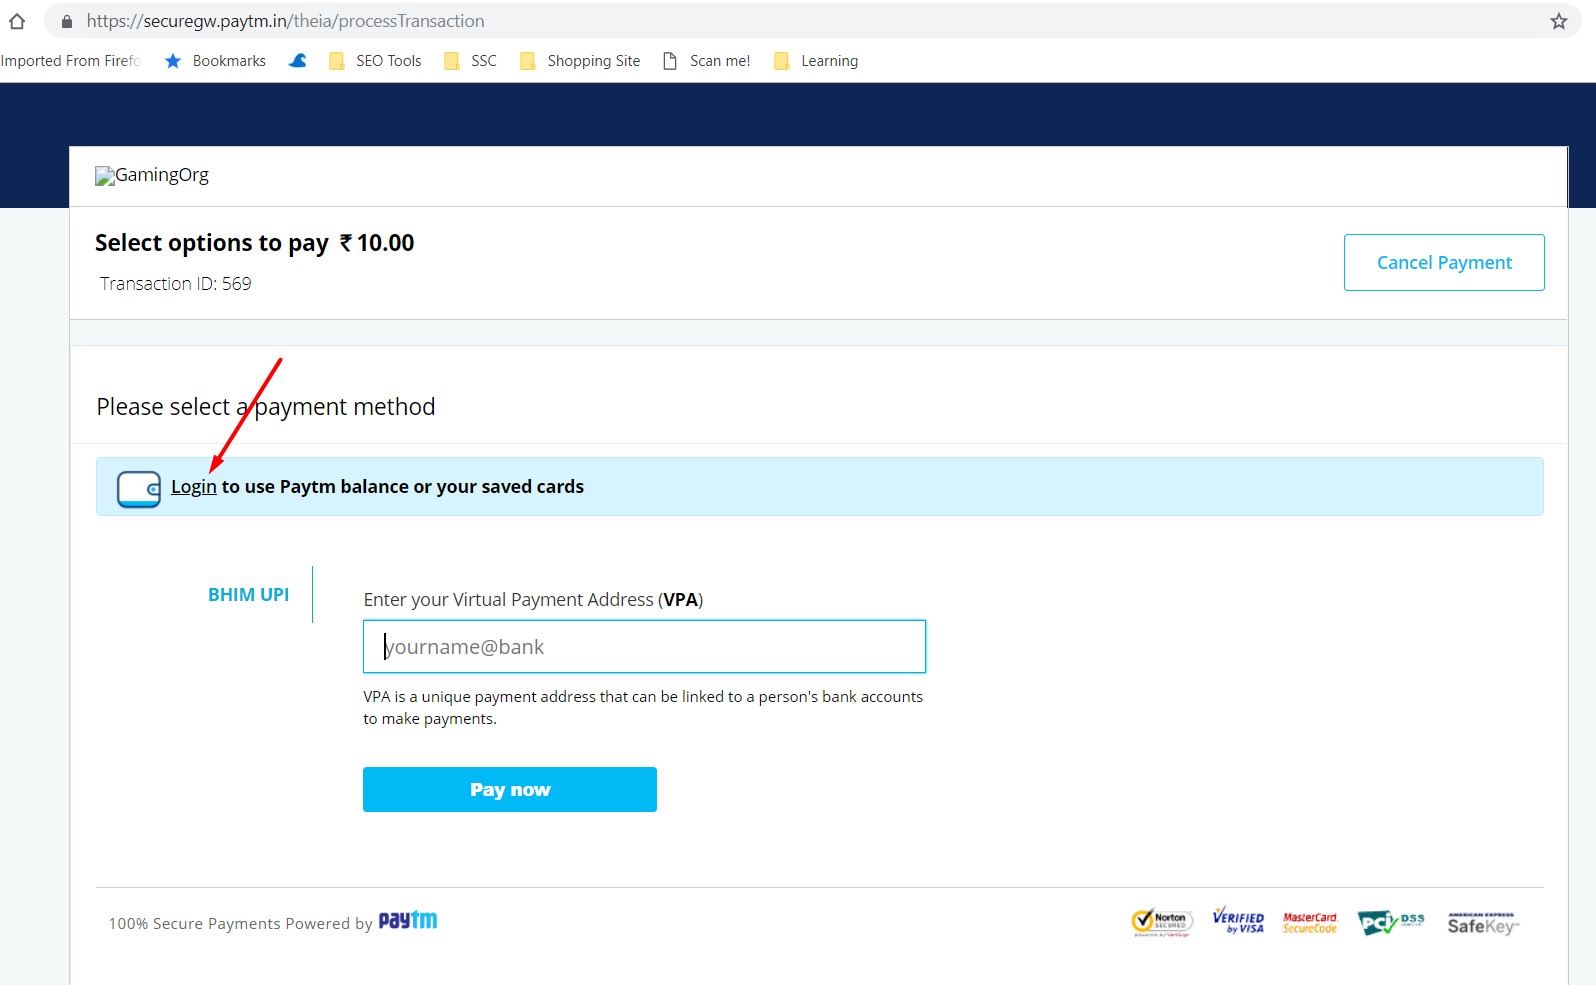 https://securegw.paytm.in/theia/processTransaction
Imported From Firefo Bookmarks SEO Tools SSC Shopping Site Scan me! Learning
GamingOrg
Select options to pay ₹ 10.00
Cancel Payment
Transaction ID: 569
Please select a payment method
Login to use Paytm balance or your saved cards
BHIM UPI
Enter your Virtual Payment Address (VPA)
yourname@bank
VPA is a unique payment address that can be linked to a person's bank accounts
to make payments.
Pay now
100% Secure Payments Powered by paytm
Norton
SECURED
powered by VeriSign
VERIFIED
by VISA
MasterCard.
SecureCode
PCI DSS
AMERICAN EXPRESS
SafeKey